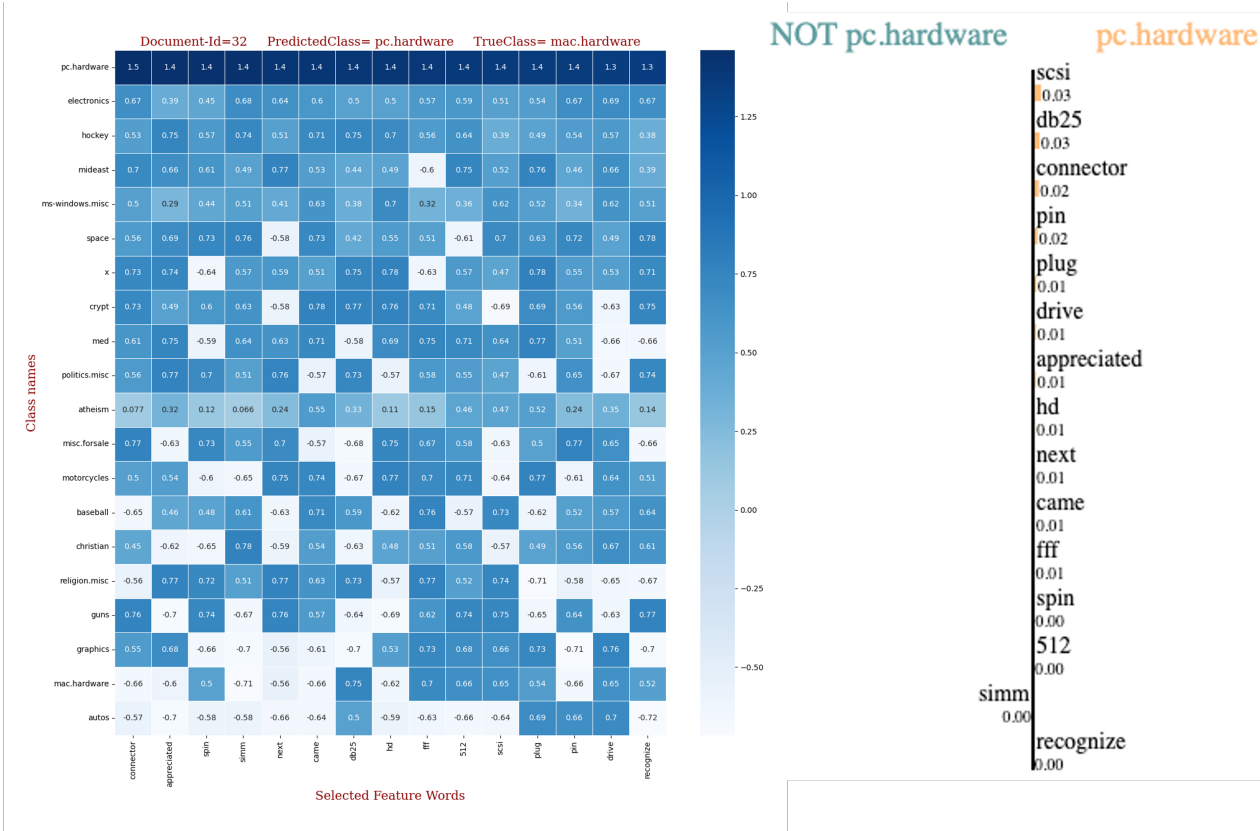 Document-Id=32 PredictedClass= pc.hardware TrueClass= mac.hardware
pc.hardware 1.5 1.4 1.4 1.4 1.4 1.4 1.4 1.4 1.4 1.4 1.4 1.4 1.4 1.3 1.3
electronics 0.67 0.39 0.45 0.68 0.64 0.6 0.5 0.5 0.57 0.59 0.51 0.54 0.67 0.69 0.67
hockey 0.53 0.75 0.57 0.74 0.51 0.71 0.75 0.7 0.56 0.64 0.39 0.49 0.54 0.57 0.38
mideast 0.7 0.66 0.61 0.49 0.77 0.53 0.44 0.49 -0.6 0.75 0.52 0.76 0.46 0.66 0.39
ms-windows.misc 0.5 0.29 0.44 0.51 0.41 0.63 0.38 0.7 0.32 0.36 0.62 0.52 0.34 0.62 0.51
space 0.56 0.69 0.73 0.76 -0.58 0.73 0.42 0.55 0.51 -0.61 0.7 0.63 0.72 0.49 0.78
x 0.73 0.74 -0.64 0.57 0.59 0.51 0.75 0.78 -0.63 0.57 0.47 0.78 0.55 0.53 0.71
crypt 0.73 0.49 0.6 0.63 -0.58 0.78 0.77 0.76 0.71 0.48 -0.69 0.69 0.56 -0.63 0.75
med 0.61 0.75 -0.59 0.64 0.63 0.71 -0.58 0.69 0.75 0.71 0.64 0.77 0.51 -0.66 -0.66
politics.misc 0.56 0.77 0.7 0.51 0.76 -0.57 0.73 -0.57 0.58 0.55 0.47 -0.61 0.65 -0.67 0.74
atheism 0.077 0.32 0.12 0.066 0.24 0.55 0.33 0.11 0.15 0.46 0.47 0.52 0.24 0.35 0.14
misc.forsale 0.77 -0.63 0.73 0.55 0.7 -0.57 -0.68 0.75 0.67 0.58 -0.63 0.5 0.77 0.65 -0.66
motorcycles 0.5 0.54 -0.6 -0.65 0.75 0.74 -0.67 0.77 0.7 0.71 -0.64 0.77 -0.61 0.64 0.51
baseball -0.65 0.46 0.48 0.61 -0.63 0.71 0.59 -0.62 0.76 -0.57 0.73 -0.62 0.52 0.57 0.64
christian 0.45 -0.62 -0.65 0.78 -0.59 0.54 -0.63 0.48 0.51 0.58 -0.57 0.49 0.56 0.67 0.61
religion.misc -0.56 0.77 0.72 0.51 0.77 0.63 0.73 -0.57 0.77 0.52 0.74 -0.71 -0.58 -0.65 -0.67
guns 0.76 -0.7 0.74 -0.67 0.76 0.57 -0.64 -0.69 0.62 0.74 0.75 -0.65 0.64 -0.63 0.77
graphics 0.55 0.68 -0.66 -0.7 -0.56 -0.61 -0.7 0.53 0.73 0.68 0.66 0.73 -0.71 0.76 -0.7
mac.hardware -0.66 -0.6 0.5 -0.71 -0.56 -0.66 0.75 -0.62 0.7 0.66 0.65 0.54 -0.66 0.65 0.52
autos -0.57 -0.7 -0.58 -0.58 -0.66 -0.64 0.5 -0.59 -0.63 -0.66 -0.64 0.69 0.66 0.7 -0.72
connector appreciated spin simm next came db25 hd fff 512 scsi plug pin drive recognize
Selected Feature Words
Class names
1.25
1.00
0.75
0.50
0.25
0.00
−0.25
−0.50
NOT pc.hardware pc.hardware
scsi
0.03
db25
0.03
connector
0.02
pin
0.02
plug
0.01
drive
0.01
appreciated
0.01
hd
0.01
next
0.01
came
0.01
fff
0.01
spin
0.00
512
0.00
simm
0.00
recognize
0.00